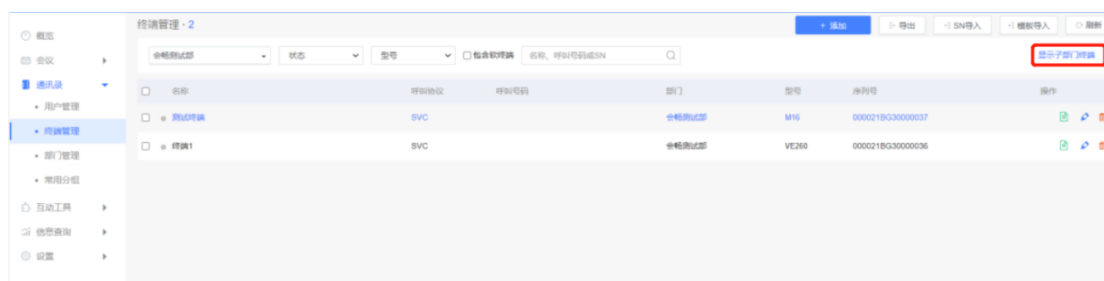 概览
会议
通讯录
用户管理
终端管理
部门管理
常用分组
互动工具
信息查询
设置
终端管理 - 2
+ 添加
导出
SN导入
模板导入
刷新
会畅测试部
状态
型号
包含软终端
名称、呼叫号码或SN
显示子部门终端
名称 呼叫协议 呼叫号码 部门 型号 序列号 操作
测试终端 SVC 会畅测试部 M16 000021BG30000037
终端1 SVC 会畅测试部 VE260 000021BG30000036